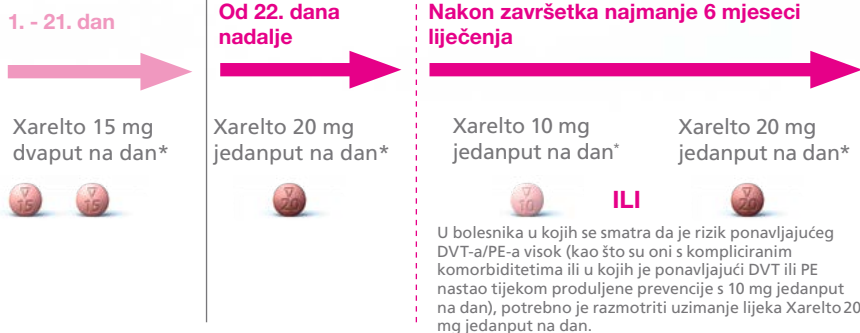 1. - 21. dan
Od 22. dana
nadalje
Nakon završetka najmanje 6 mjeseci
liječenja
Xarelto 15 mg
dvaput na dan*
Xarelto 20 mg
jedanput na dan*
Xarelto 10 mg
jedanput na dan*
Xarelto 20 mg
jedanput na dan*
15
15
20
10
ILI
20
U bolesnika u kojih se smatra da je rizik ponavljajućeg
DVT-a/PE-a visok (kao što su oni s kompliciranim
komorbiditetima ili u kojih je ponavljajući DVT ili PE
nastao tijekom produljene prevencije s 10 mg jedanput
na dan), potrebno je razmotriti uzimanje lijeka Xarelto 20
mg jedanput na dan.